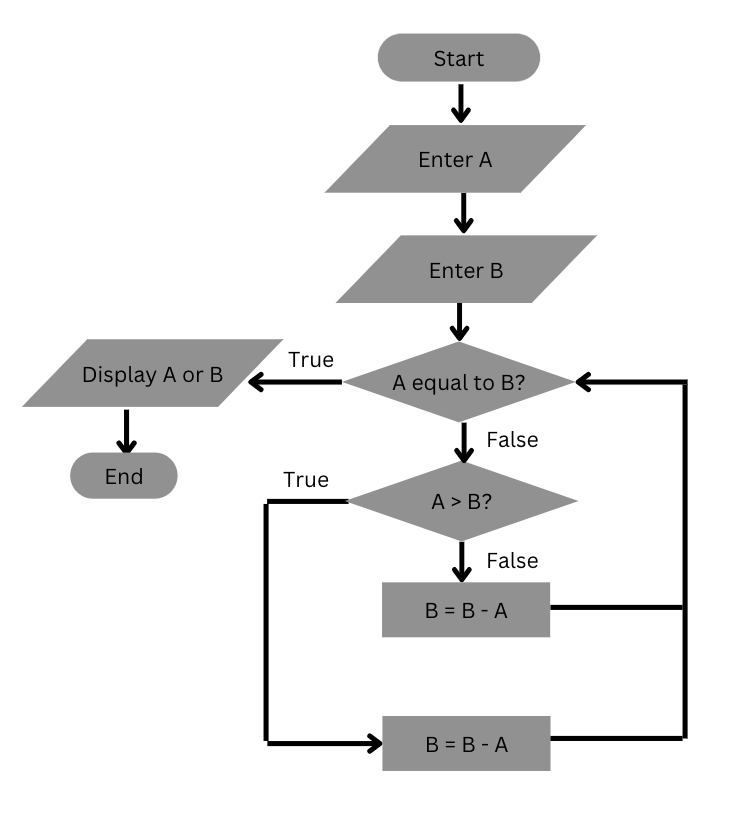 Start
Enter A
Enter B
A equal to B?
True
Display A or B
End
False
A > B?
True
False
B = B - A
B = B - A